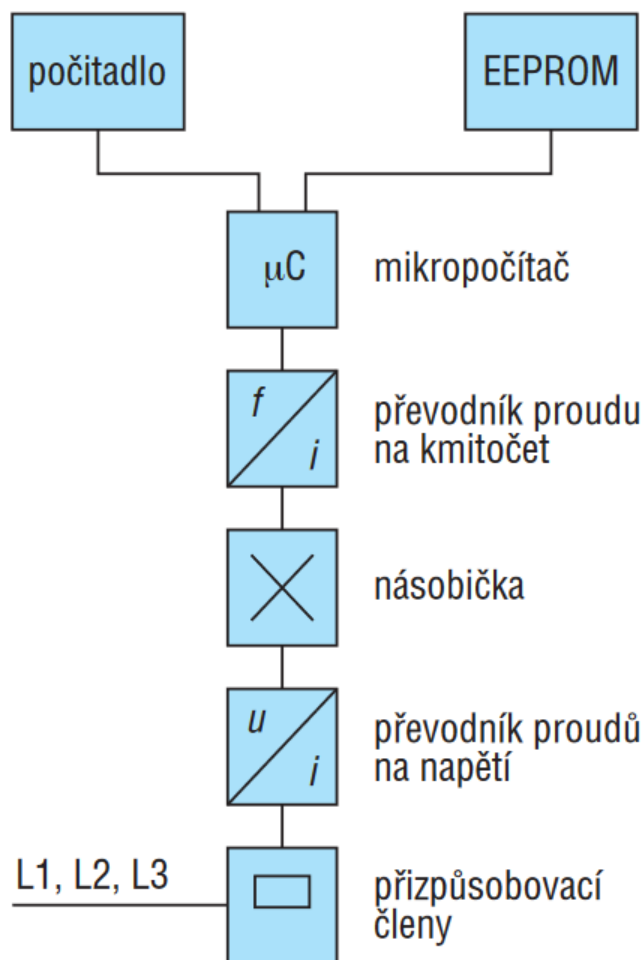 počitadlo
EEPROM
μC
mikropočítač
f
i
převodník proudu
na kmitočet
násobička
u
i
převodník proudů
na napětí
L1, L2, L3
přizpůsobovací
členy